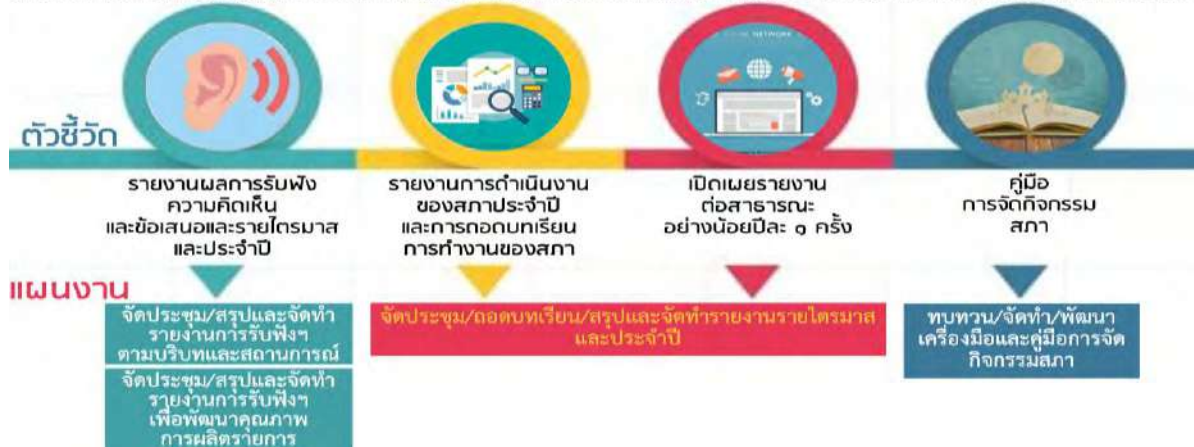 ตัวชี้วัด
รายงานผลการรับฟัง
ความคิดเห็น
และข้อเสนอและรายไตรมาส
และประจำปี
รายงานการดำเนินงาน
ของสภาประจำปี
และการถอดบทเรียน
การทำงานของสภา
เปิดเผยรายงาน
ต่อสาธารณะ
อย่างน้อยปีละ ๑ ครั้ง
คู่มือ
การจัดกิจกรรม
สภา
แผนงาน
จัดประชุม/สรุปและจัดทำ
รายงานการรับฟังฯ
ตามบริบทและสถานการณ์
จัดประชุม/สรุปและจัดทำ
รายงานการรับฟังฯ
เพื่อพัฒนาคุณภาพ
การผลิตรายการ
จัดประชุม/ถอดบทเรียน/สรุปและจัดทำรายงานรายไตรมาส
และประจำปี
ทบทวน/จัดทำ/พัฒนา
เครื่องมือและคู่มือการจัด
กิจกรรมสภา